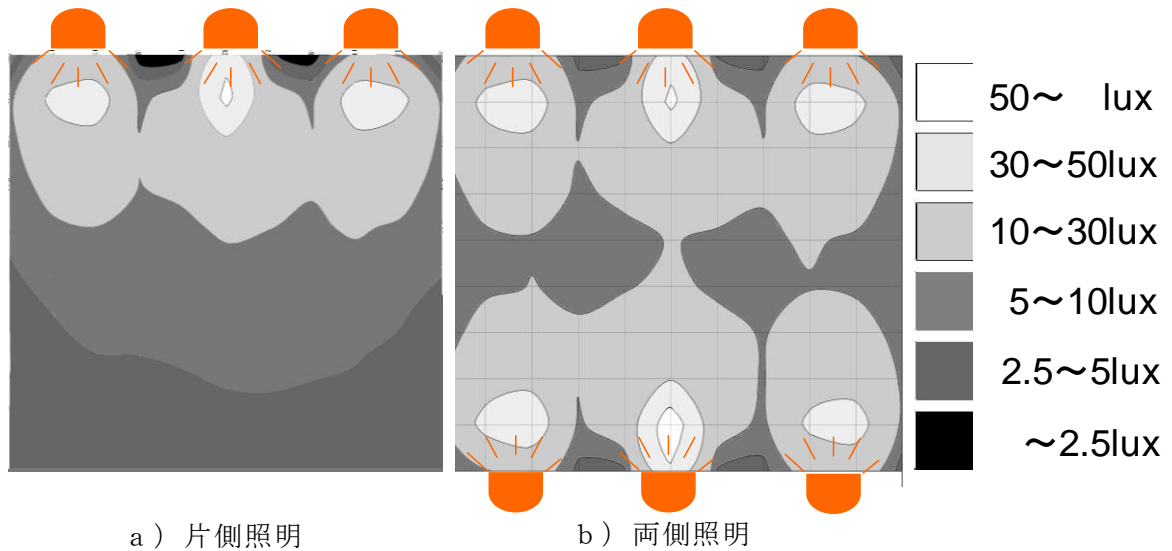 50～ lux
30～50lux
10～30lux
5～10lux
2.5～5lux
～2.5lux
a ） 片側照明
b ） 両側照明